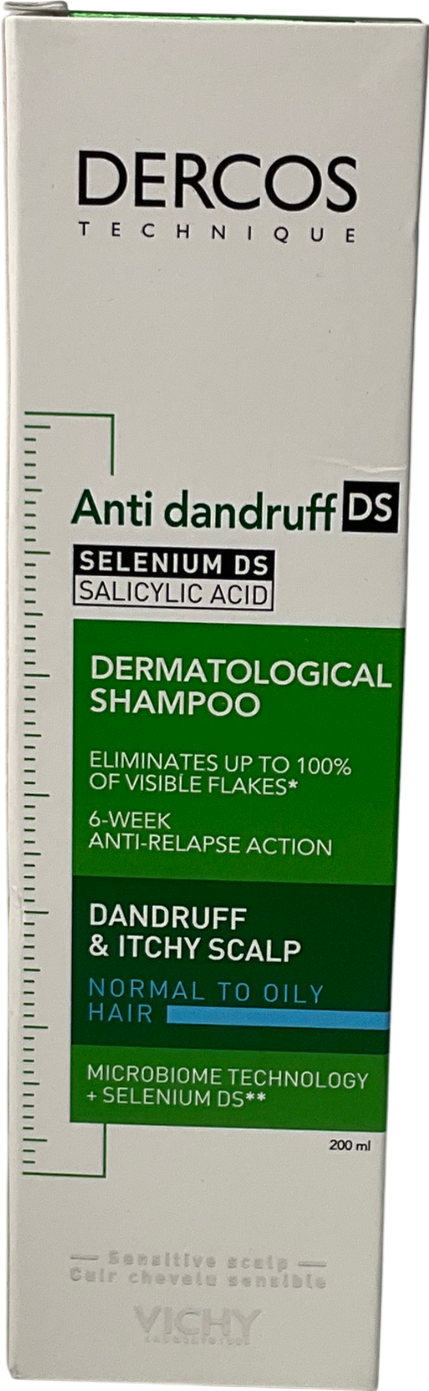 DERCOS
TECHNIQUE
Anti dandruff DS
SELENIUM DS
SALICYLIC ACID
DERMATOLOGICAL
SHAMPOO
ELIMINATES UP TO 100%
OF VISIBLE FLAKES*
6-WEEK
ANTI-RELAPSE ACTION
DANDRUFF
& ITCHY SCALP
NORMAL TO OILY
HAIR
MICROBIOME TECHNOLOGY
+ SELENIUM DS**
200 ml
Sensitive scalp
Cuir chevelu sensible
VICHY
LABORATOIRES